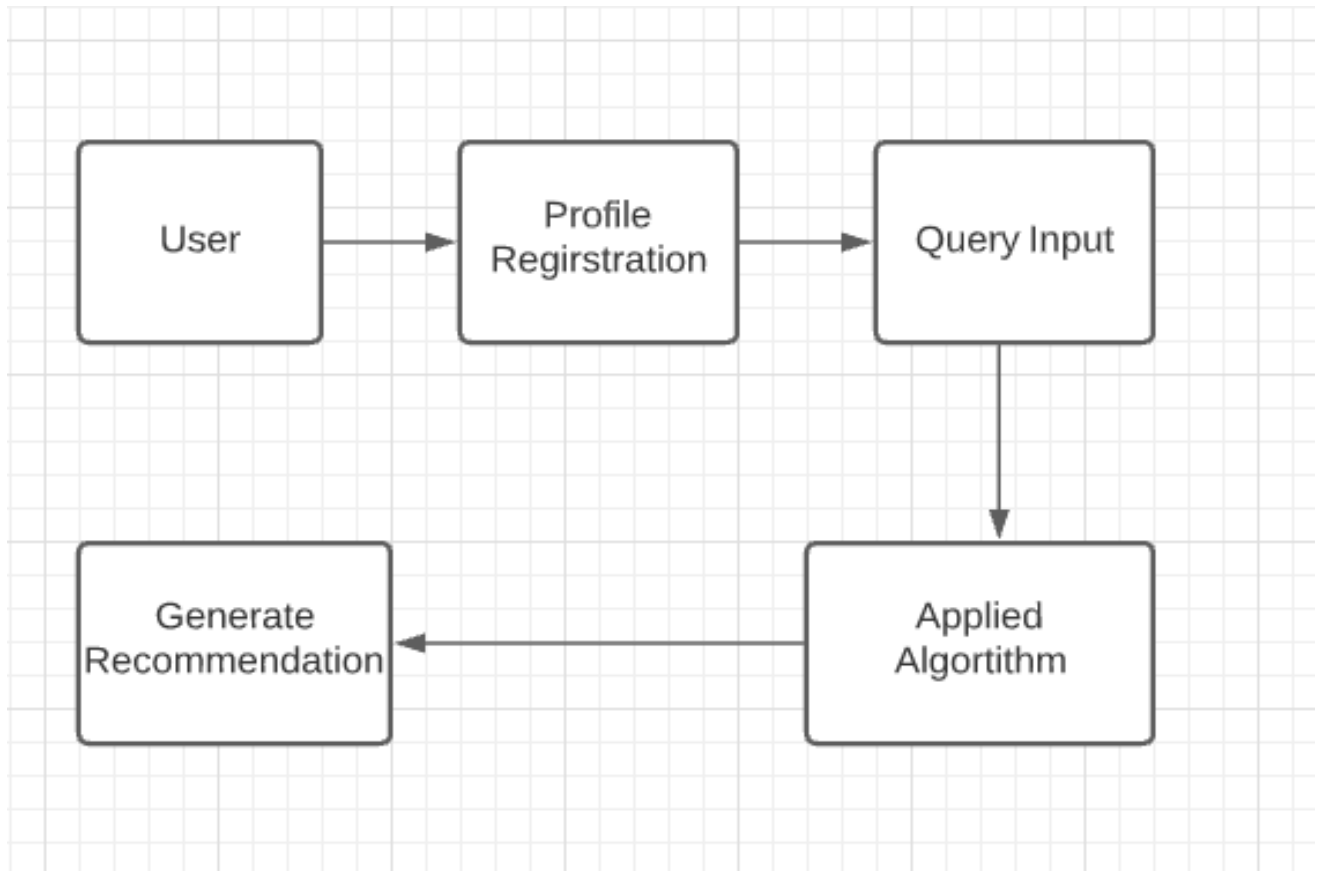 User
Profile
Regirstration
Query Input
Applied
Algortithm
Generate
Recommendation